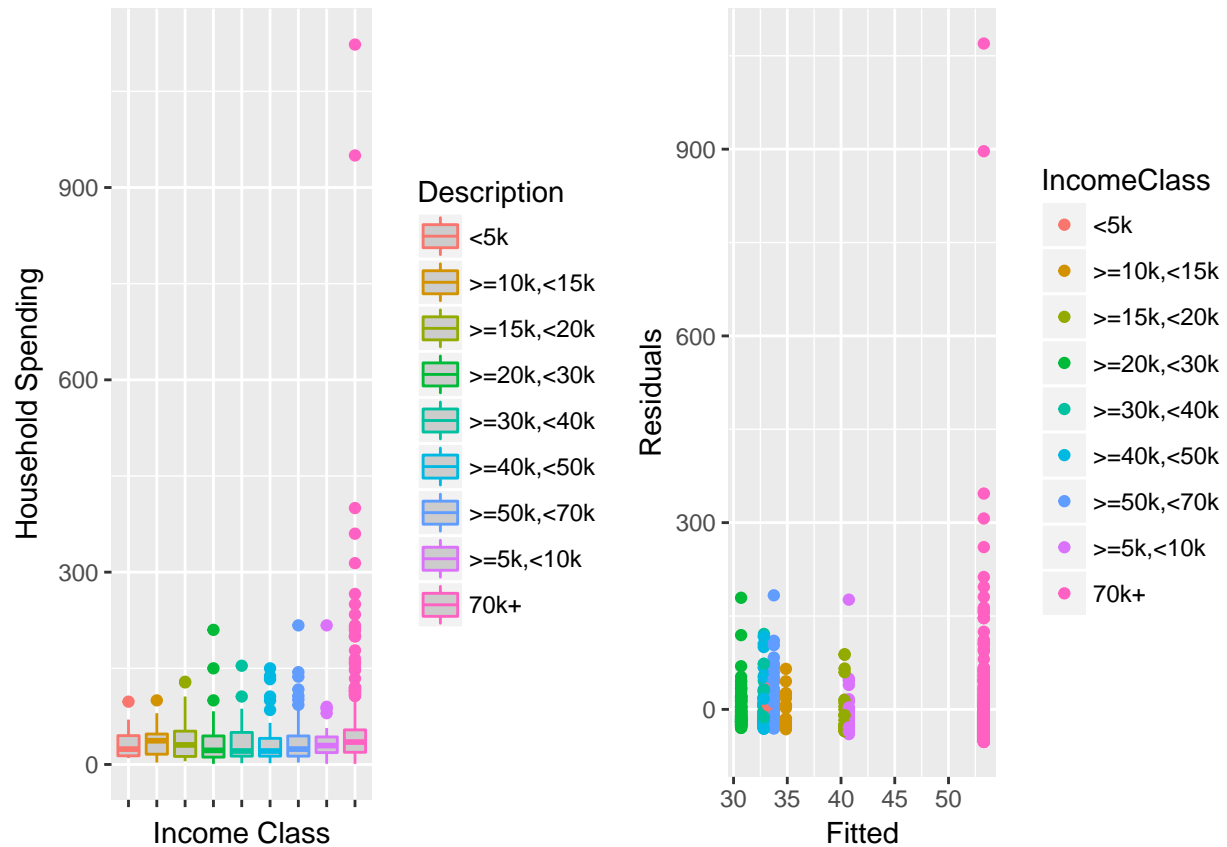 Household Spending
900
600
300
0
Income Class
Description
<5k
>=10k,<15k
>=15k,<20k
>=20k,<30k
>=30k,<40k
>=40k,<50k
>=50k,<70k
>=5k,<10k
70k+
Residuals
900
600
300
0
30 35 40 45 50
Fitted
IncomeClass
<5k
>=10k,<15k
>=15k,<20k
>=20k,<30k
>=30k,<40k
>=40k,<50k
>=50k,<70k
>=5k,<10k
70k+